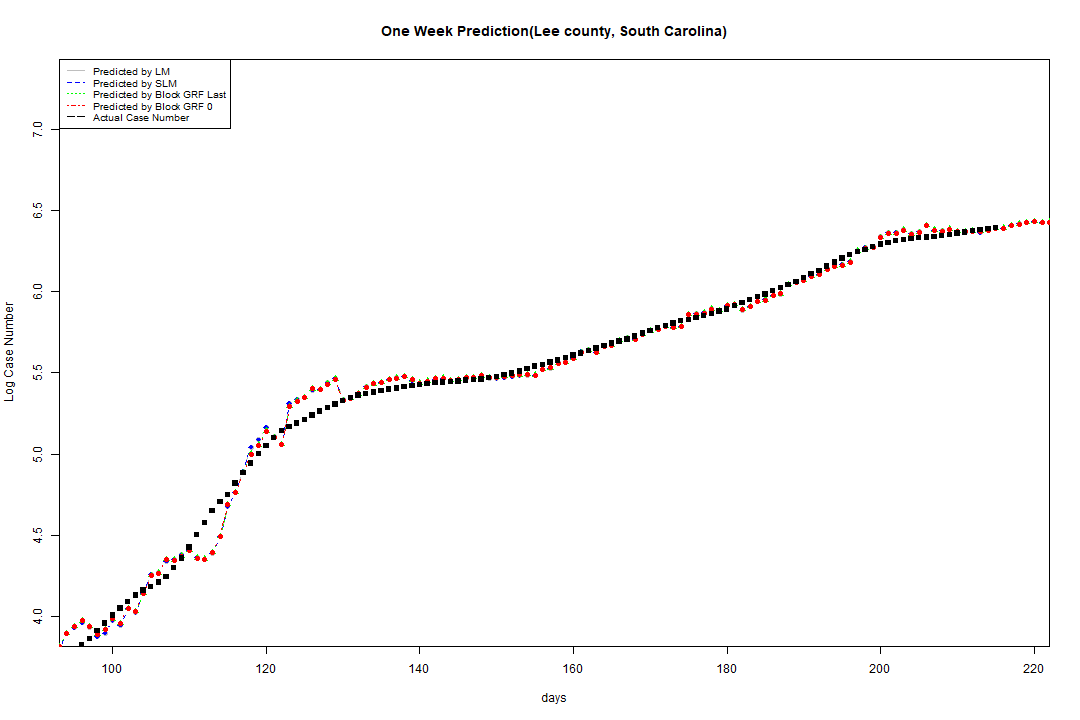 One Week Prediction(Lee county, South Carolina)
Predicted by LM
Predicted by SLM
Predicted by Block GRF Last
Predicted by Block GRF 0
Actual Case Number
Log Case Number
7.0
6.5
6.0
5.5
5.0
4.5
4.0
100 120 140 160 180 200 220
days